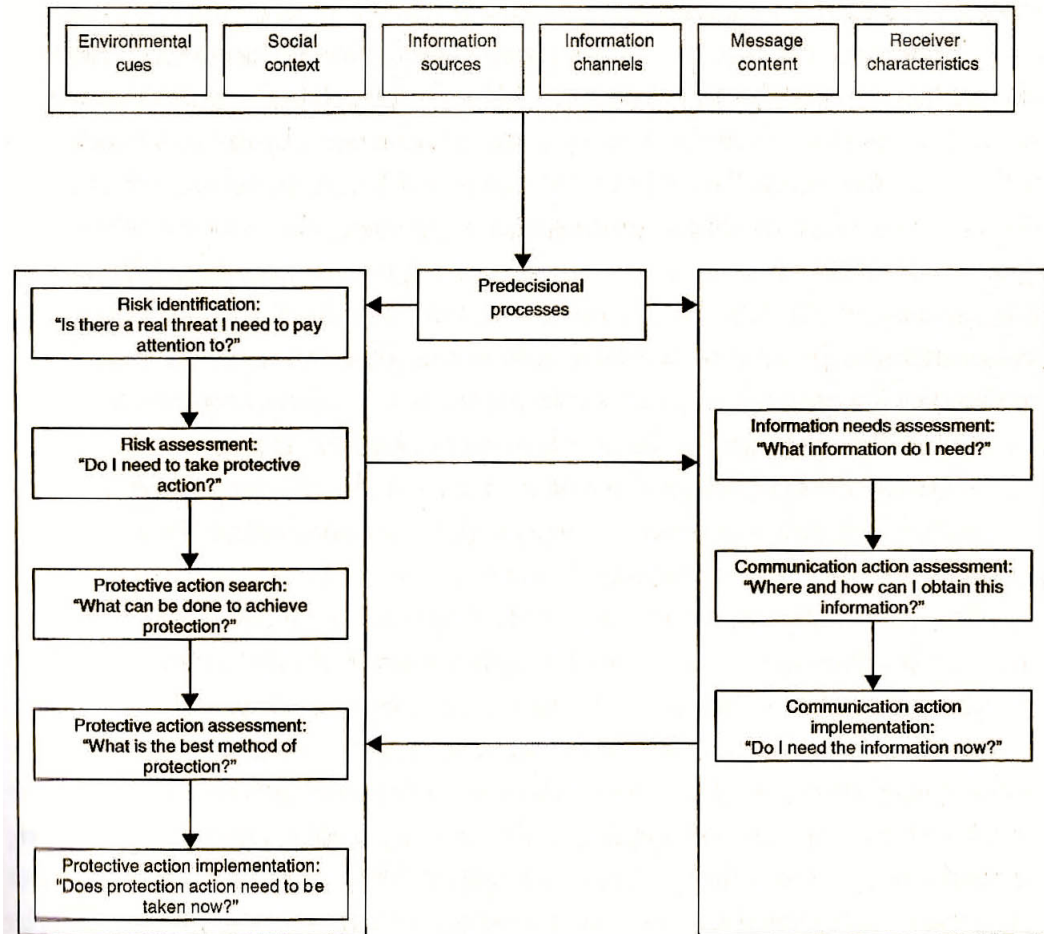 Environmental
cues
Social
context
Information
sources
Information
channels
Message
content
Receiver
characteristics
Predecisional
processes
Risk identification:
“Is there a real threat I need to pay
attention to?”
Risk assessment:
“Do I need to take protective
action?”
Protective action search:
“What can be done to achieve
protection?”
Protective action assessment:
“What is the best method of
protection?”
Protective action implementation:
“Does protection action need to be
taken now?”
Information needs assessment:
“What information do I need?”
Communication action assessment:
“Where and how can I obtain this
information?”
Communication action
implementation:
“Do I need the information now?”